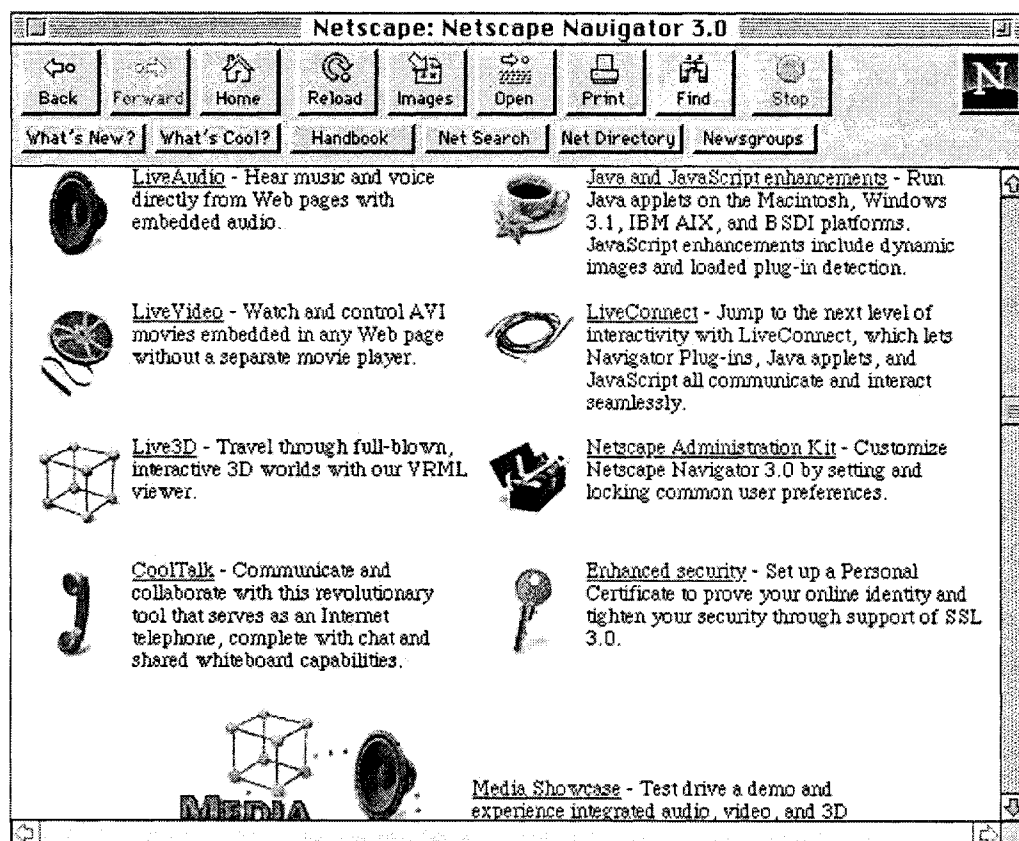 Netscape: Netscape Navigator 3.0
Back Forward Home Reload Images Open Print Find Stop
N
What's New? What's Cool? Handbook Net Search Net Directory Newsgroups
LiveAudio - Hear music and voice
directly from Web pages with
embedded audio.
Java and JavaScript enhancements - Run
Java applets on the Macintosh, Windows
3.1, IBM AIX, and BSDI platforms.
JavaScript enhancements include dynamic
images and loaded plug-in detection.
LiveVideo - Watch and control AVI
movies embedded in any Web page
without a separate movie player.
LiveConnect - Jump to the next level of
interactivity with LiveConnect, which lets
Navigator Plug-ins, Java applets, and
JavaScript all communicate and interact
seamlessly.
Live3D - Travel through full-blown,
interactive 3D worlds with our VRML
viewer.
Netscape Administration Kit - Customize
Netscape Navigator 3.0 by setting and
locking common user preferences.
CoolTalk - Communicate and
collaborate with this revolutionary
tool that serves as an Internet
telephone, complete with chat and
shared whiteboard capabilities.
Enhanced security - Set up a Personal
Certificate to prove your online identity and
tighten your security through support of SSL
3.0.
MEDIA
Media Showcase - Test drive a demo and
experience integrated audio, video, and 3D